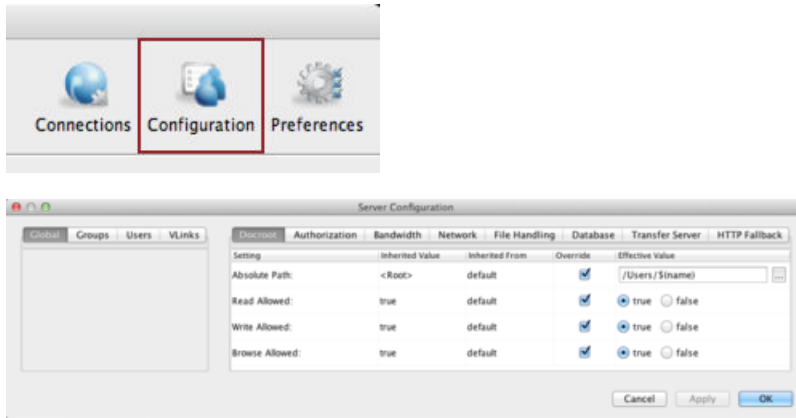 Connections Configuration Preferences
Server Configuration
Global Groups Users VLinks Docroot Authorization Bandwidth Network File Handling Database Transfer Server HTTP Fallback
Setting Inherited Value Inherited From Override Effective Value
Absolute Path: <Root> default /Users/$(name) ...
Read Allowed: true default true false
Write Allowed: true default true false
Browse Allowed: true default true false
Cancel Apply OK